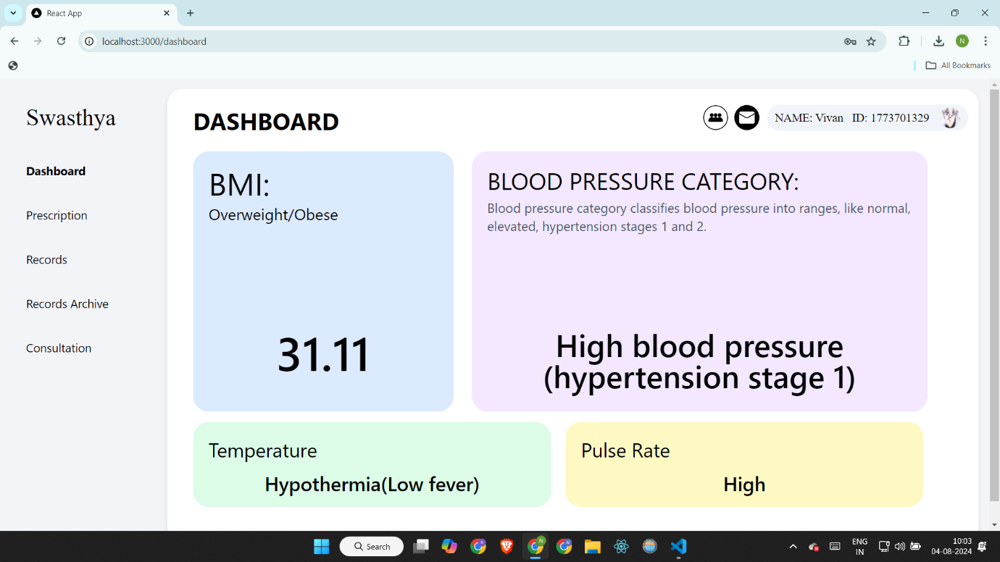 React App
localhost:3000/dashboard
N
All Bookmarks
Swasthya
DASHBOARD
NAME: Vivan ID: 1773701329
Dashboard
Prescription
Records
Records Archive
Consultation
BMI:
Overweight/Obese
31.11
BLOOD PRESSURE CATEGORY:
Blood pressure category classifies blood pressure into ranges, like normal,
elevated, hypertension stages 1 and 2.
High blood pressure
(hypertension stage 1)
Temperature
Hypothermia(Low fever)
Pulse Rate
High
Search
ENG
IN
10:03
04-08-2024